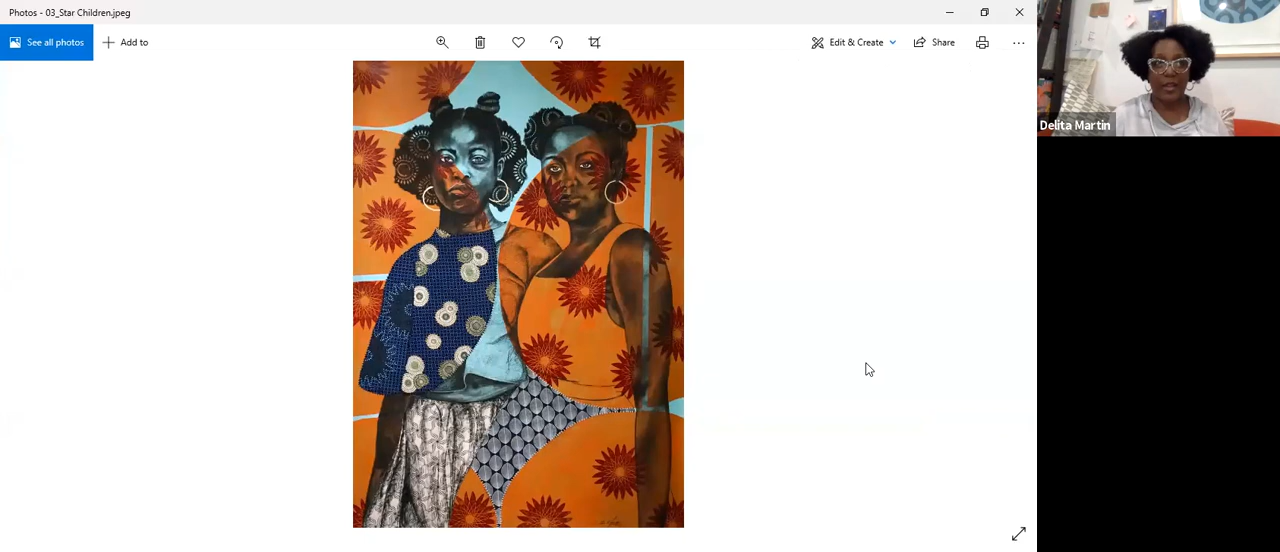 Photos - 03_Star Children.jpeg
See all photos
Add to
Edit & Create
Share
Delita Martin